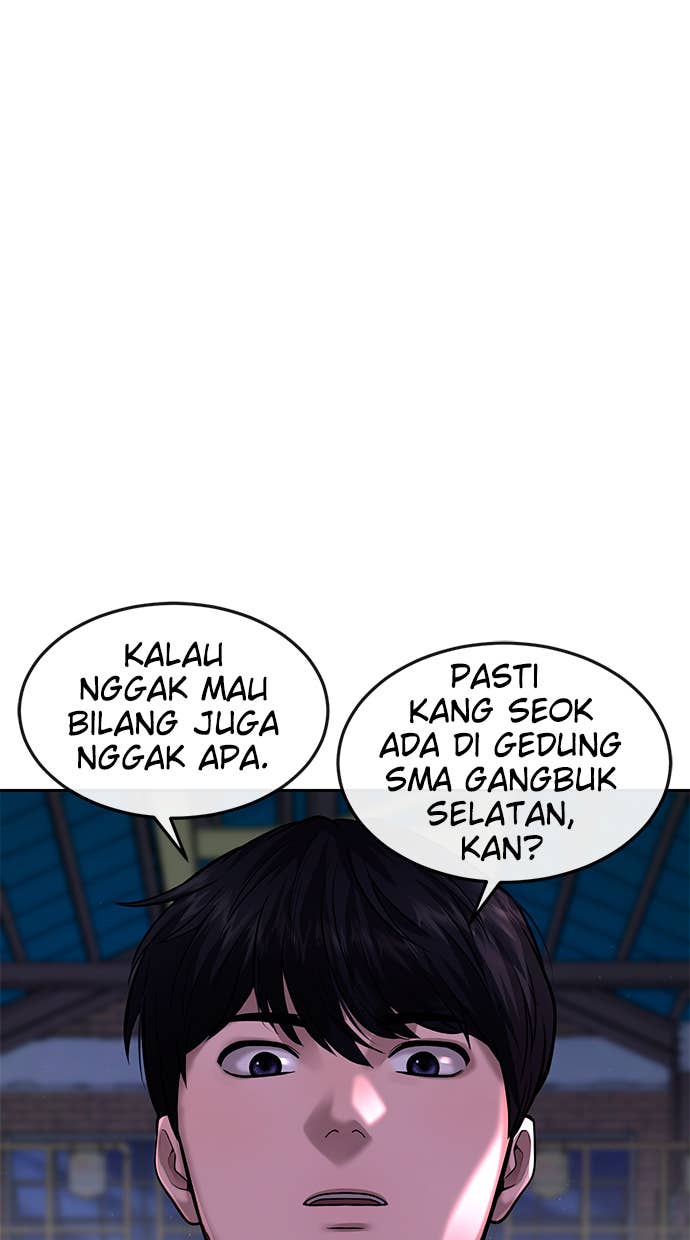 KALAU
NGGAK MAU
BILANG JUGA
NGGAK APA.
PASTI
KANG SEOK
ADA DI GEDUNG
SMA GANGBUK
SELATAN,
KAN?